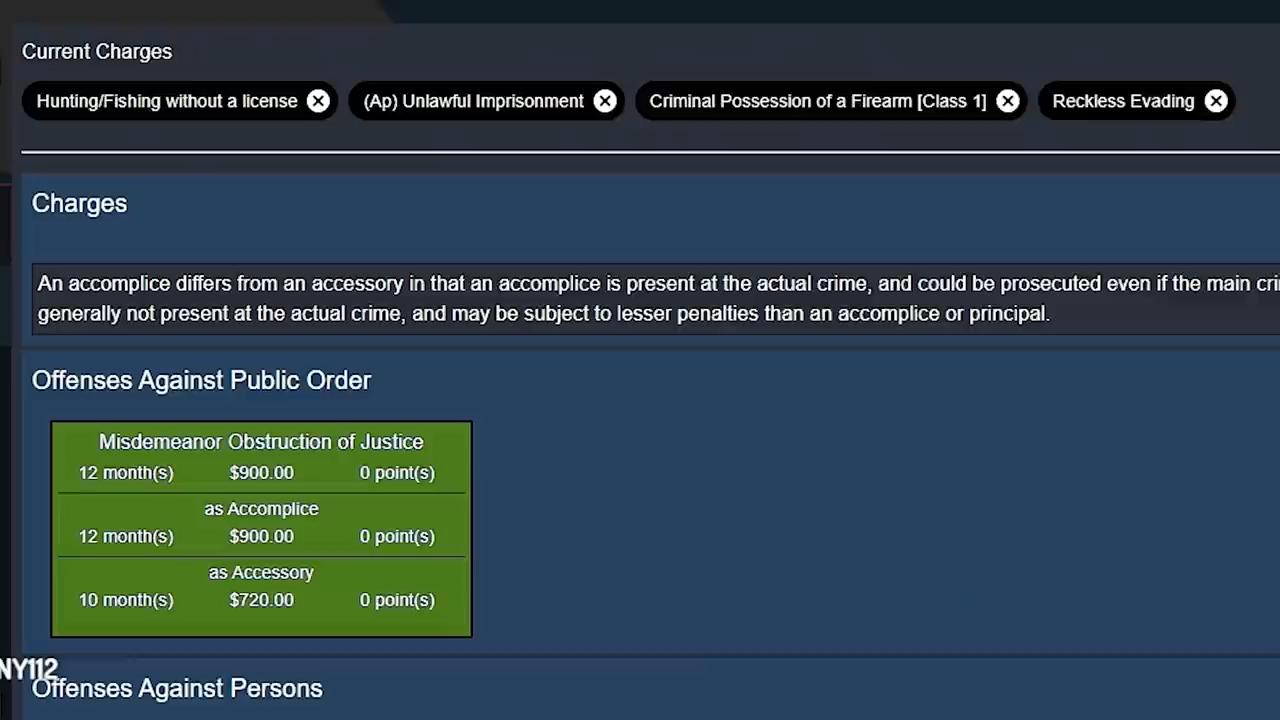 Current Charges
Hunting/Fishing without a license (Ap) Unlawful Imprisonment Criminal Possession of a Firearm [Class 1] Reckless Evading
Charges
An accomplice differs from an accessory in that an accomplice is present at the actual crime, and could be prosecuted even if the main
generally not present at the actual crime, and may be subject to lesser penalties than an accomplice or principal.
Offenses Against Public Order
Misdemeanor Obstruction of Justice
12 month(s) $900.00 0 point(s)
as Accomplice
12 month(s) $900.00 0 point(s)
as Accessory
10 month(s) $720.00 0 point(s)
NY112
Offenses Against Persons